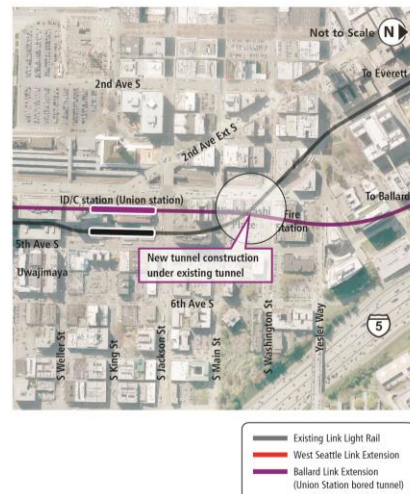 Not to Scale
N
To Everett
2nd Ave S
2nd Ave Ext S
ID/C station (Union station)
To Ballard
Fire
Station
5th Ave S
New tunnel construction
under existing tunnel
Uwajimaya
6th Ave S
S Weller St
S King St
S Jackson St
S Main St
S Washington St
Yesler Way
5
Existing Link Light Rail
West Seattle Link Extension
Ballard Link Extension
(Union Station bored tunnel)